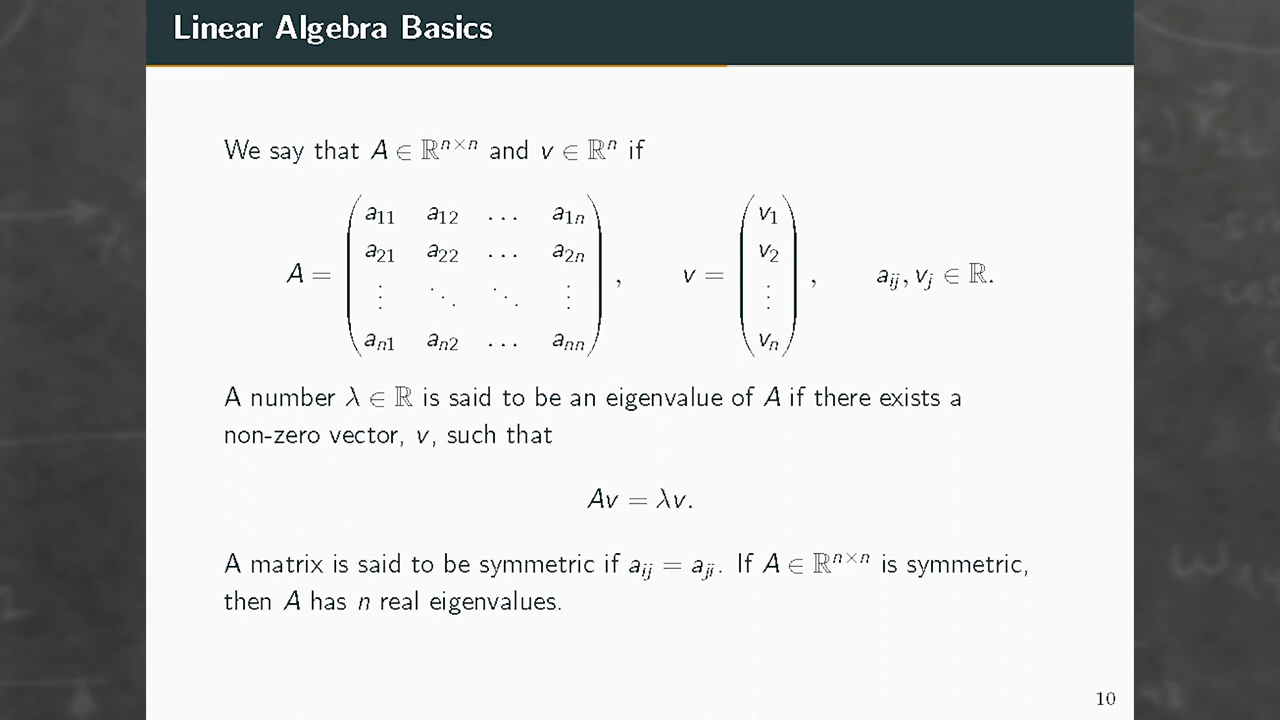 Linear Algebra Basics
We say that A ∈ ℝⁿˣⁿ and v ∈ ℝⁿ if
A = ( a₁₁ a₁₂ … a₁ₙ ; a₂₁ a₂₂ … a₂ₙ ; ⋮ ⋱ ⋱ ⋮ ; aₙ₁ aₙ₂ … aₙₙ ), v = ( v₁ ; v₂ ; ⋮ ; vₙ ), aᵢⱼ, vⱼ ∈ ℝ.
A number λ ∈ ℝ is said to be an eigenvalue of A if there exists a
non-zero vector, v, such that
Av = λv.
A matrix is said to be symmetric if aᵢⱼ = aⱼᵢ. If A ∈ ℝⁿˣⁿ is symmetric,
then A has n real eigenvalues.
10